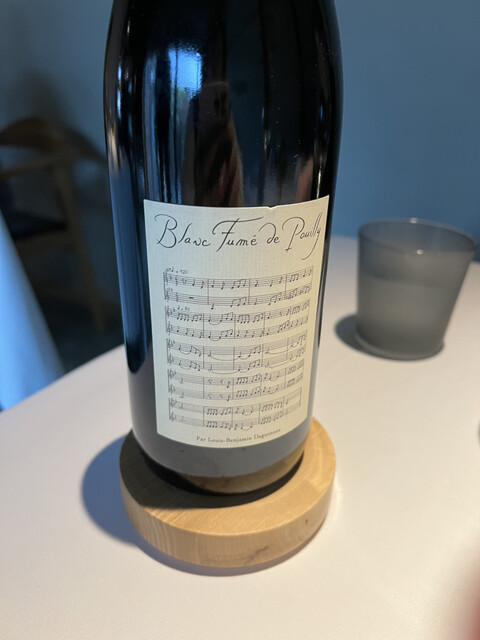 Blanc Fumé de Pouilly
Par Louis-Benjamin Dagueneau